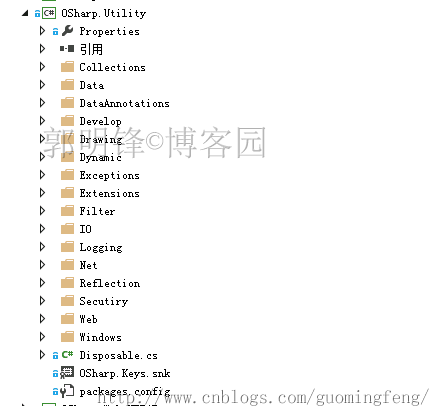 OSharp.Utility
Properties
引用
Collections
Data
DataAnnotations
Develop
郭明锋©博客园
Drawing
Dynamic
Exceptions
Extensions
Filter
IO
Logging
Net
Reflection
Secutiry
Web
Windows
Disposable.cs
OSharp.Keys.snk
packages.config
http://www.cnblogs.com/guomingfeng/